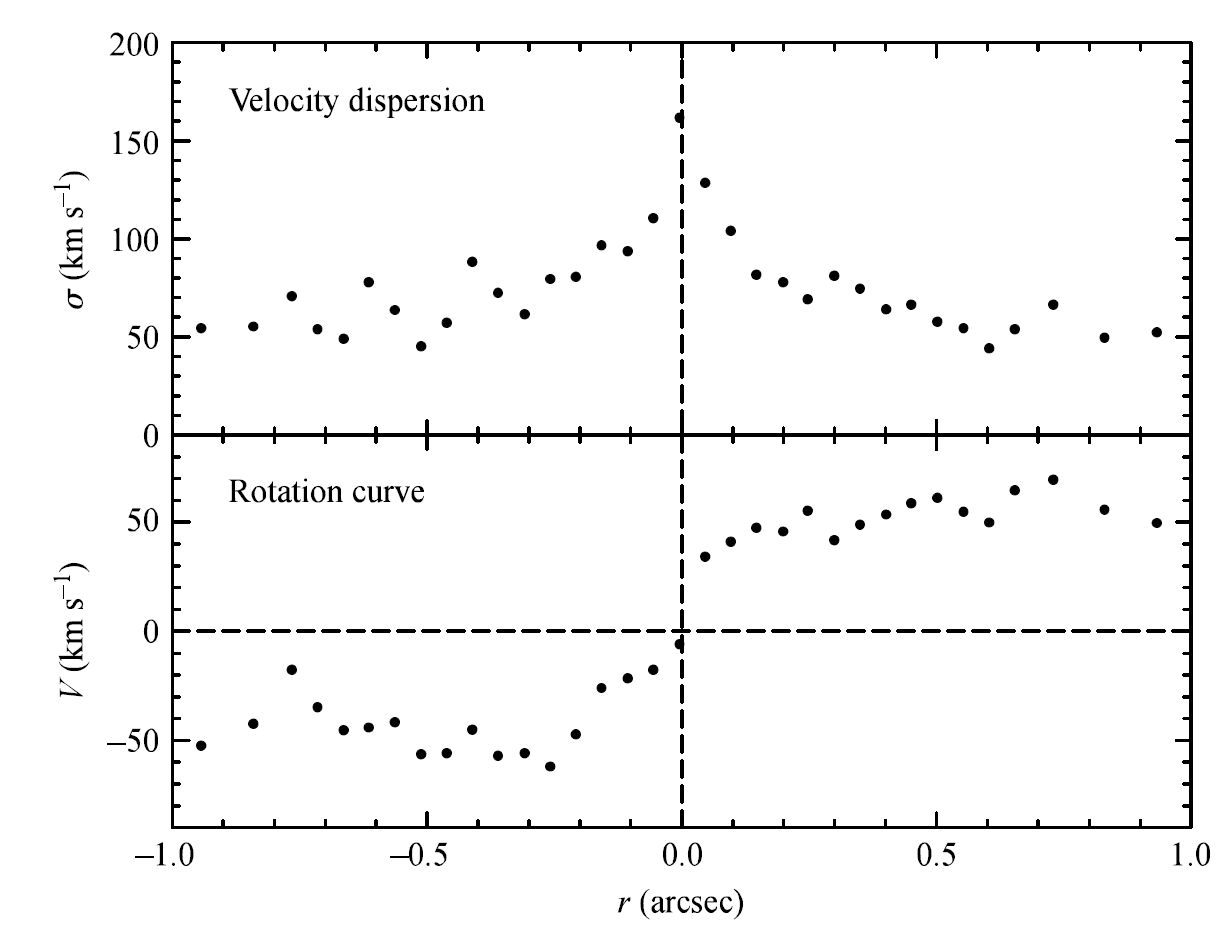 200
150
100
50
0
σ (km s⁻¹)
Velocity dispersion
50
0
–50
V (km s⁻¹)
Rotation curve
–1.0 –0.5 0.0 0.5 1.0
r (arcsec)